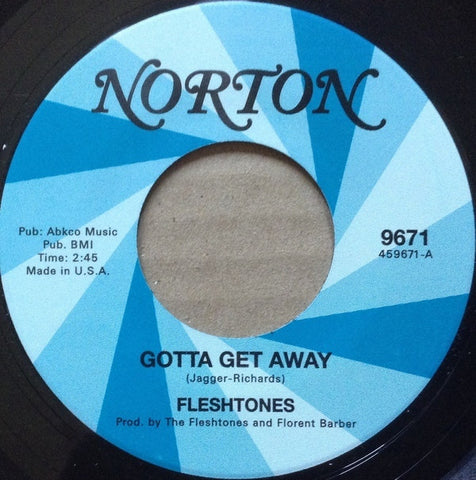 NORTON
Pub: Abkco Music
Pub. BMI
Time: 2:45
Made in U.S.A.
9671
459671-A
GOTTA GET AWAY
(Jagger-Richards)
FLESHTONES
Prod. by The Fleshtones and Florent Barber